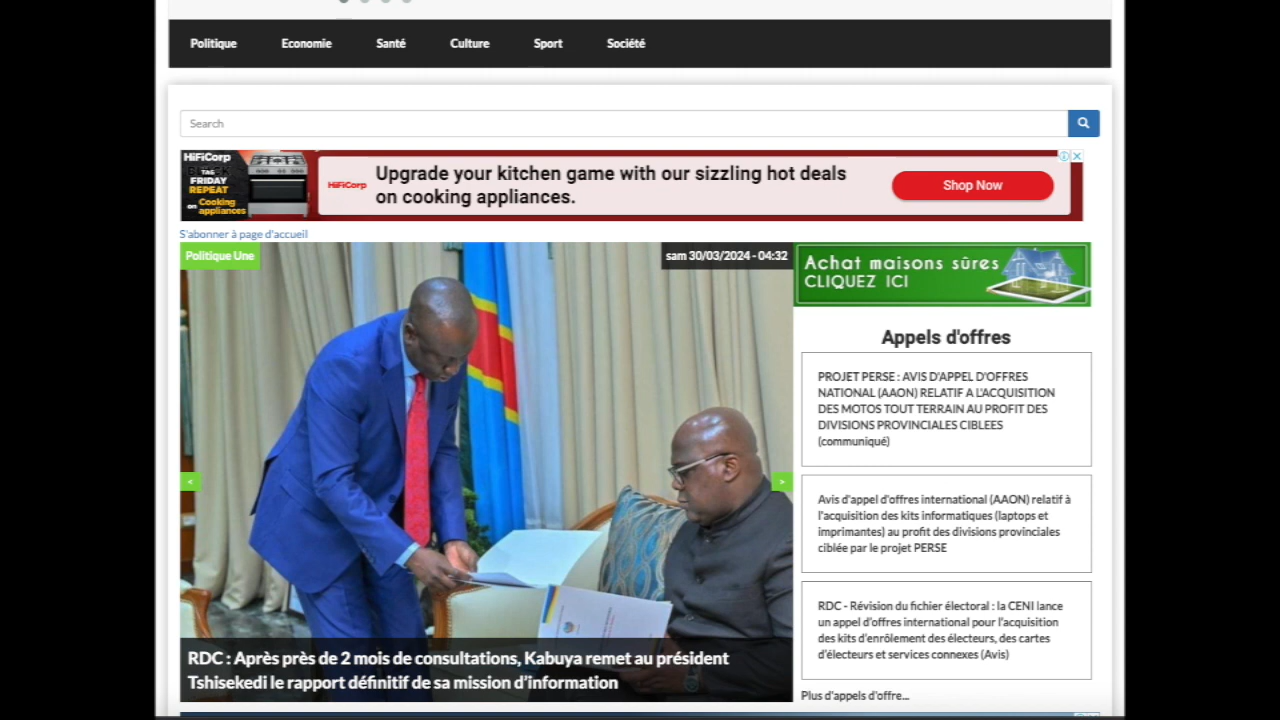 Politique
Economie
Santé
Culture
Sport
Société
Search
HiFiCorp
TAG
FRIDAY
REPEAT
on Cooking
appliances
HiFiCorp
Upgrade your kitchen game with our sizzling hot deals
on cooking appliances.
Shop Now
S'abonner à page d'accueil
Politique Une
sam 30/03/2024 - 04:32
Achat maisons sûres
CLIQUEZ ICI
Appels d'offres
PROJET PERSE : AVIS D'APPEL D'OFFRES
NATIONAL (AAON) RELATIF A L'ACQUISITION
DES MOTOS TOUT TERRAIN AU PROFIT DES
DIVISIONS PROVINCIALES CIBLEES
(communiqué)
Avis d'appel d'offres international (AAON) relatif à
l'acquisition des kits informatiques (laptops et
imprimantes) au profit des divisions provinciales
ciblée par le projet PERSE
RDC - Révision du fichier électoral : la CENI lance
un appel d'offres international pour l'acquisition
des kits d'enrôlement des électeurs, des cartes
d'électeurs et services connexes (Avis)
Plus d'appels d'offre...
<
>
RDC : Après près de 2 mois de consultations, Kabuya remet au président
Tshisekedi le rapport définitif de sa mission d'information